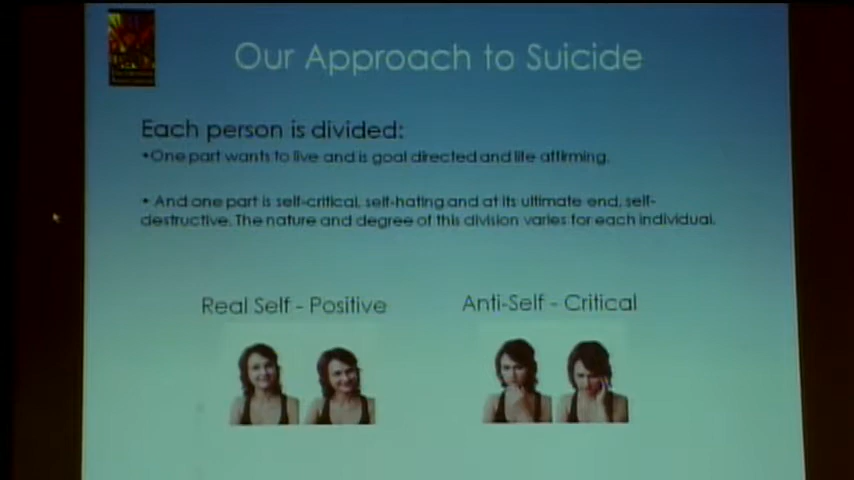 Our Approach to Suicide
Each person is divided:
•One part wants to live and is goal directed and life affirming.
• And one part is self-critical, self-hating and at its ultimate end, self-
destructive. The nature and degree of this division varies for each individual.
Real Self - Positive
Anti-Self - Critical